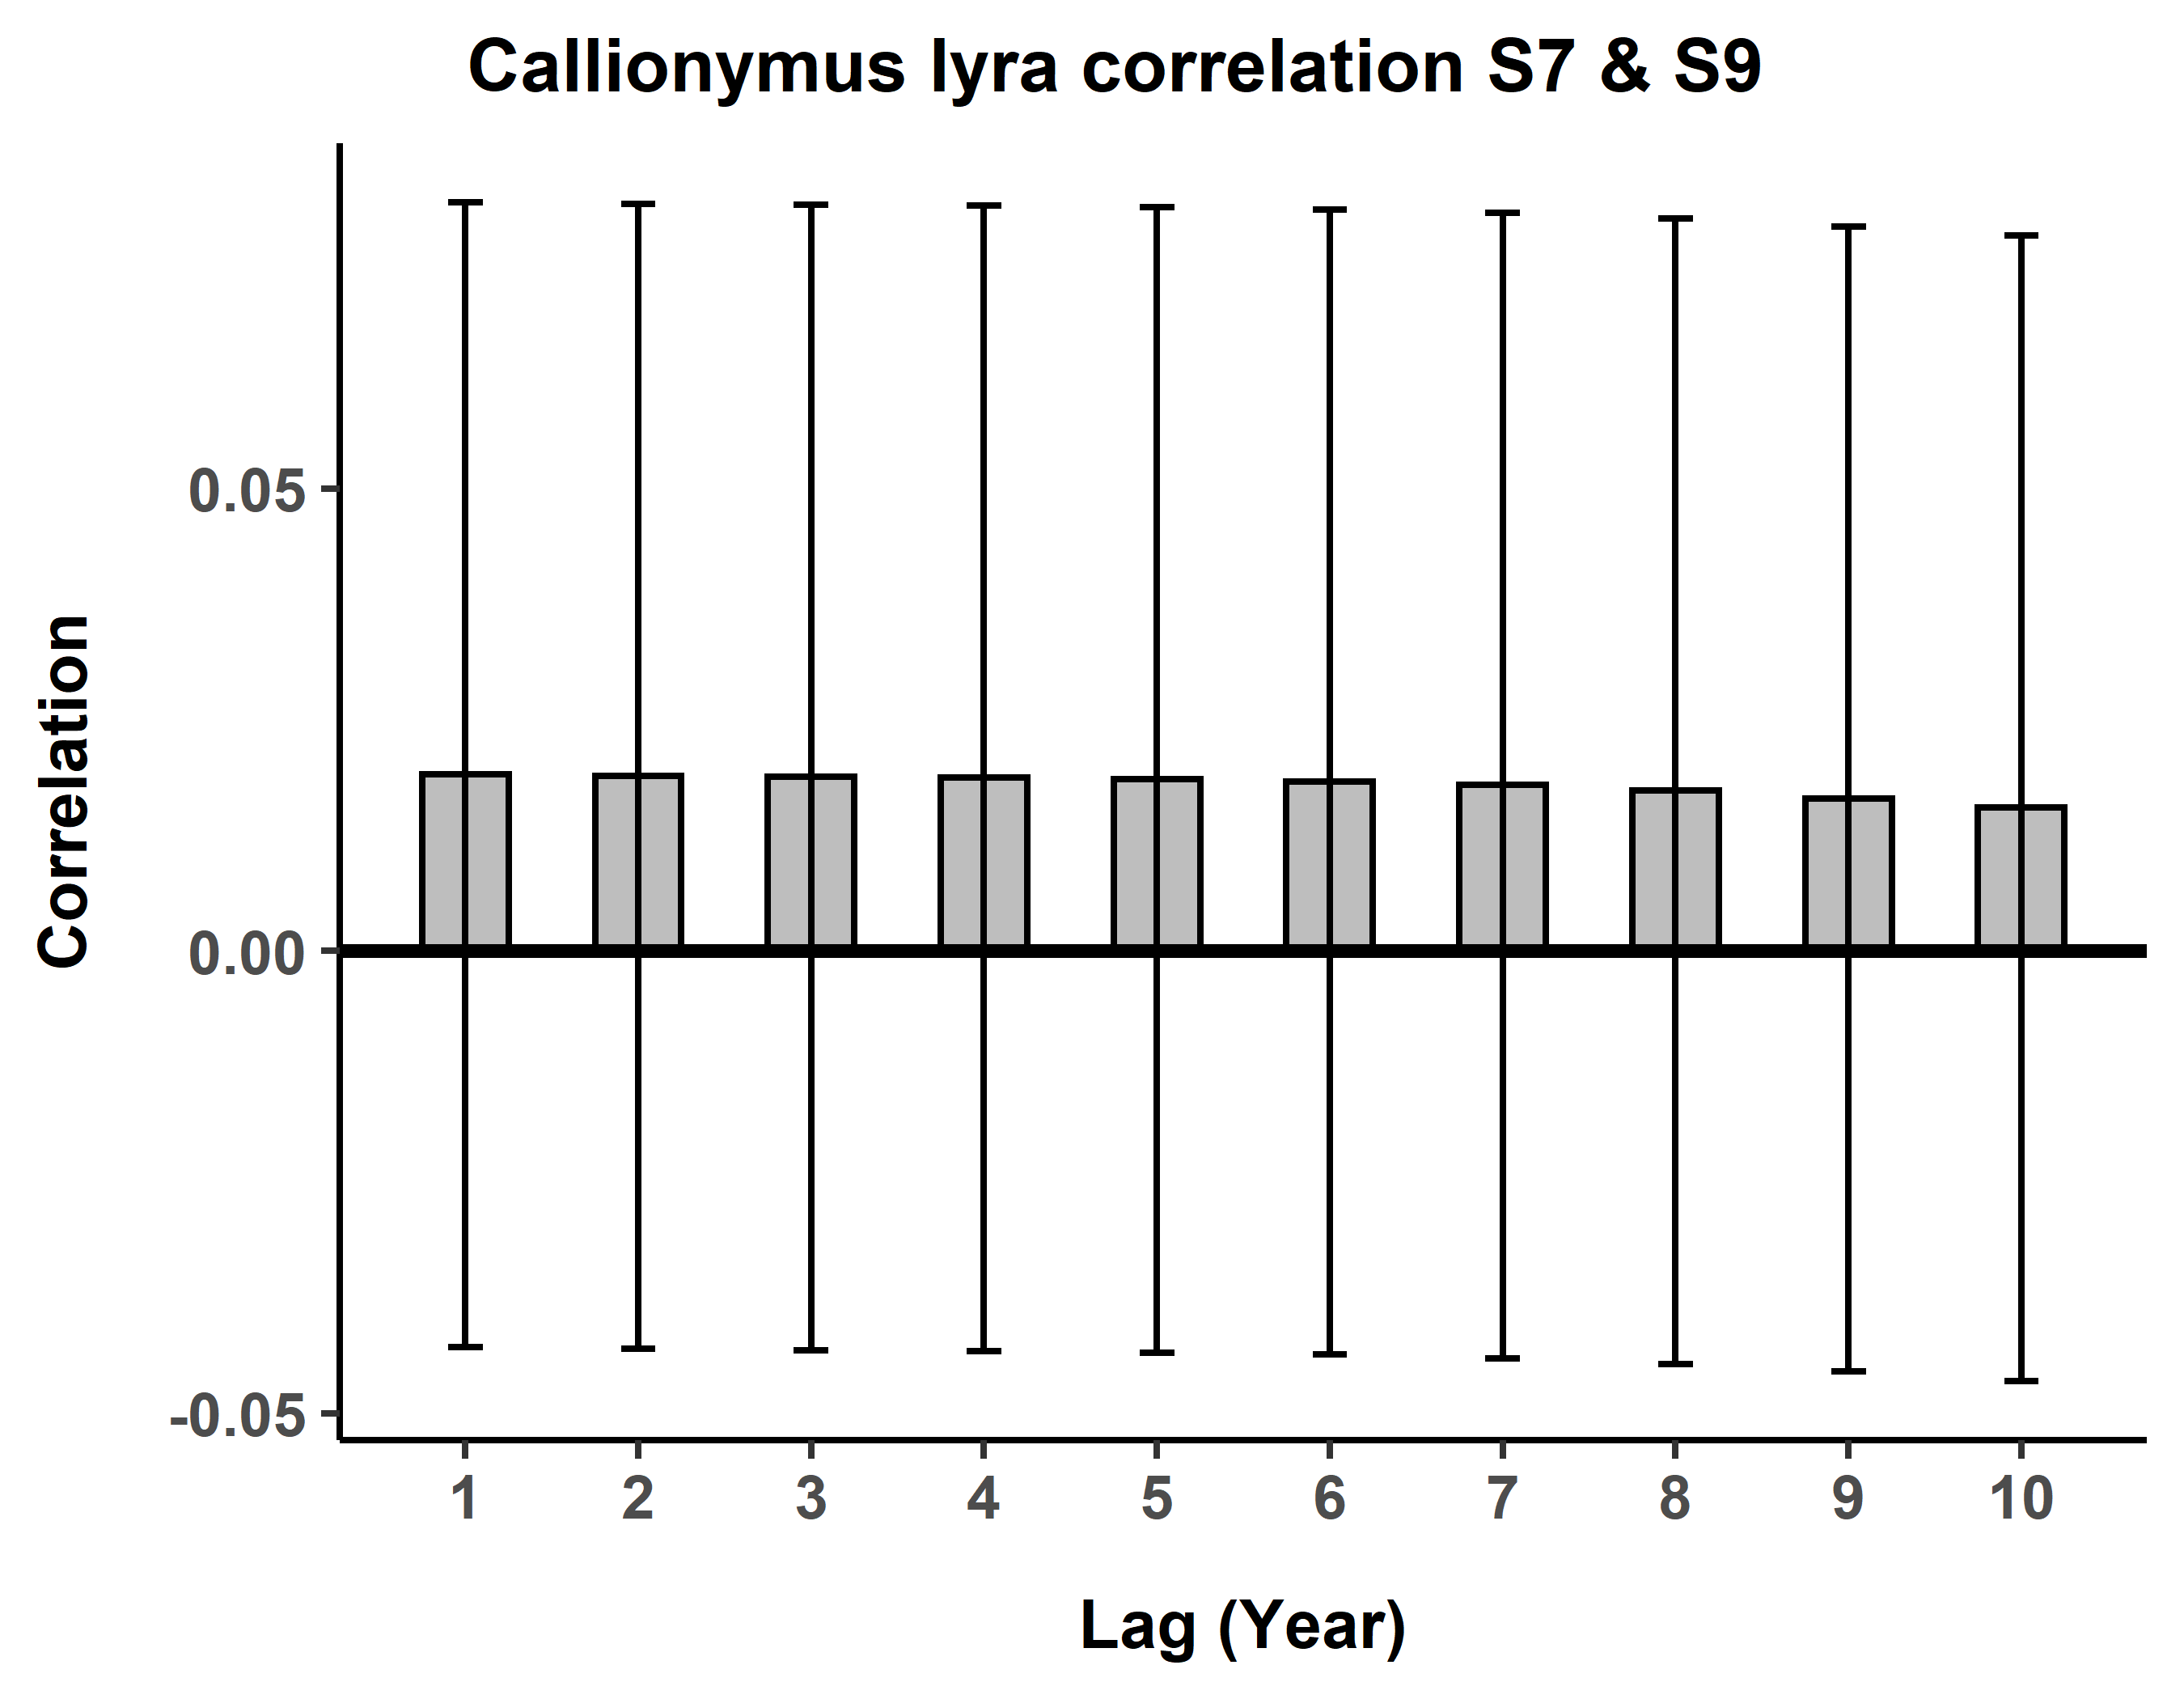 Callionymus lyra correlation S7 & S9
Correlation
0.05
0.00
-0.05
1 2 3 4 5 6 7 8 9 10
Lag (Year)